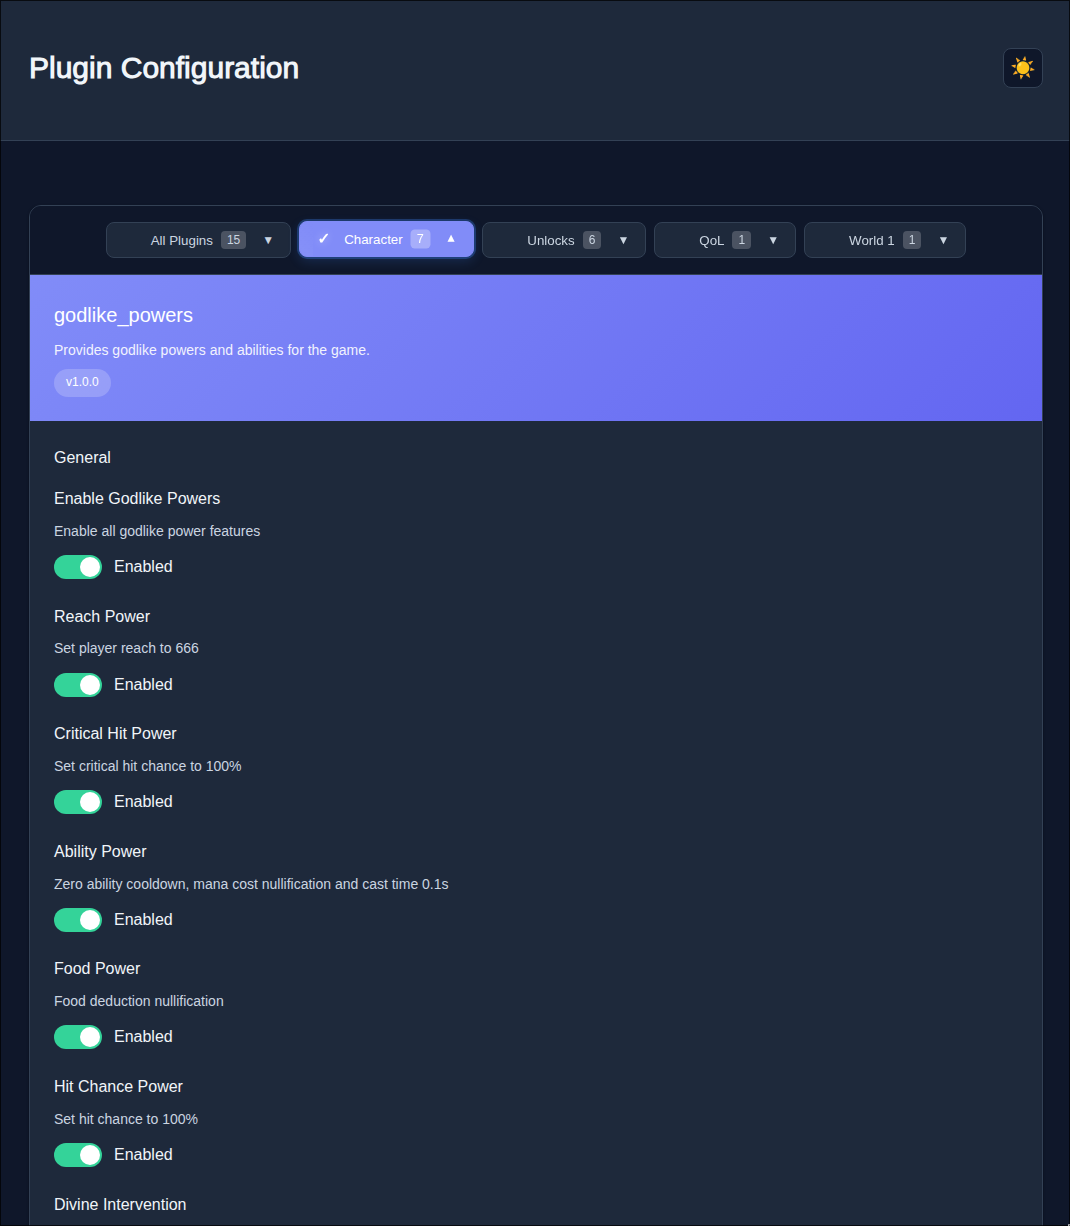 Plugin Configuration
All Plugins 15 ▼ ✓ Character 7 ▲ Unlocks 6 ▼ QoL 1 ▼ World 1 1 ▼
godlike_powers
Provides godlike powers and abilities for the game.
v1.0.0
General
Enable Godlike Powers
Enable all godlike power features
Enabled
Reach Power
Set player reach to 666
Enabled
Critical Hit Power
Set critical hit chance to 100%
Enabled
Ability Power
Zero ability cooldown, mana cost nullification and cast time 0.1s
Enabled
Food Power
Food deduction nullification
Enabled
Hit Chance Power
Set hit chance to 100%
Enabled
Divine Intervention